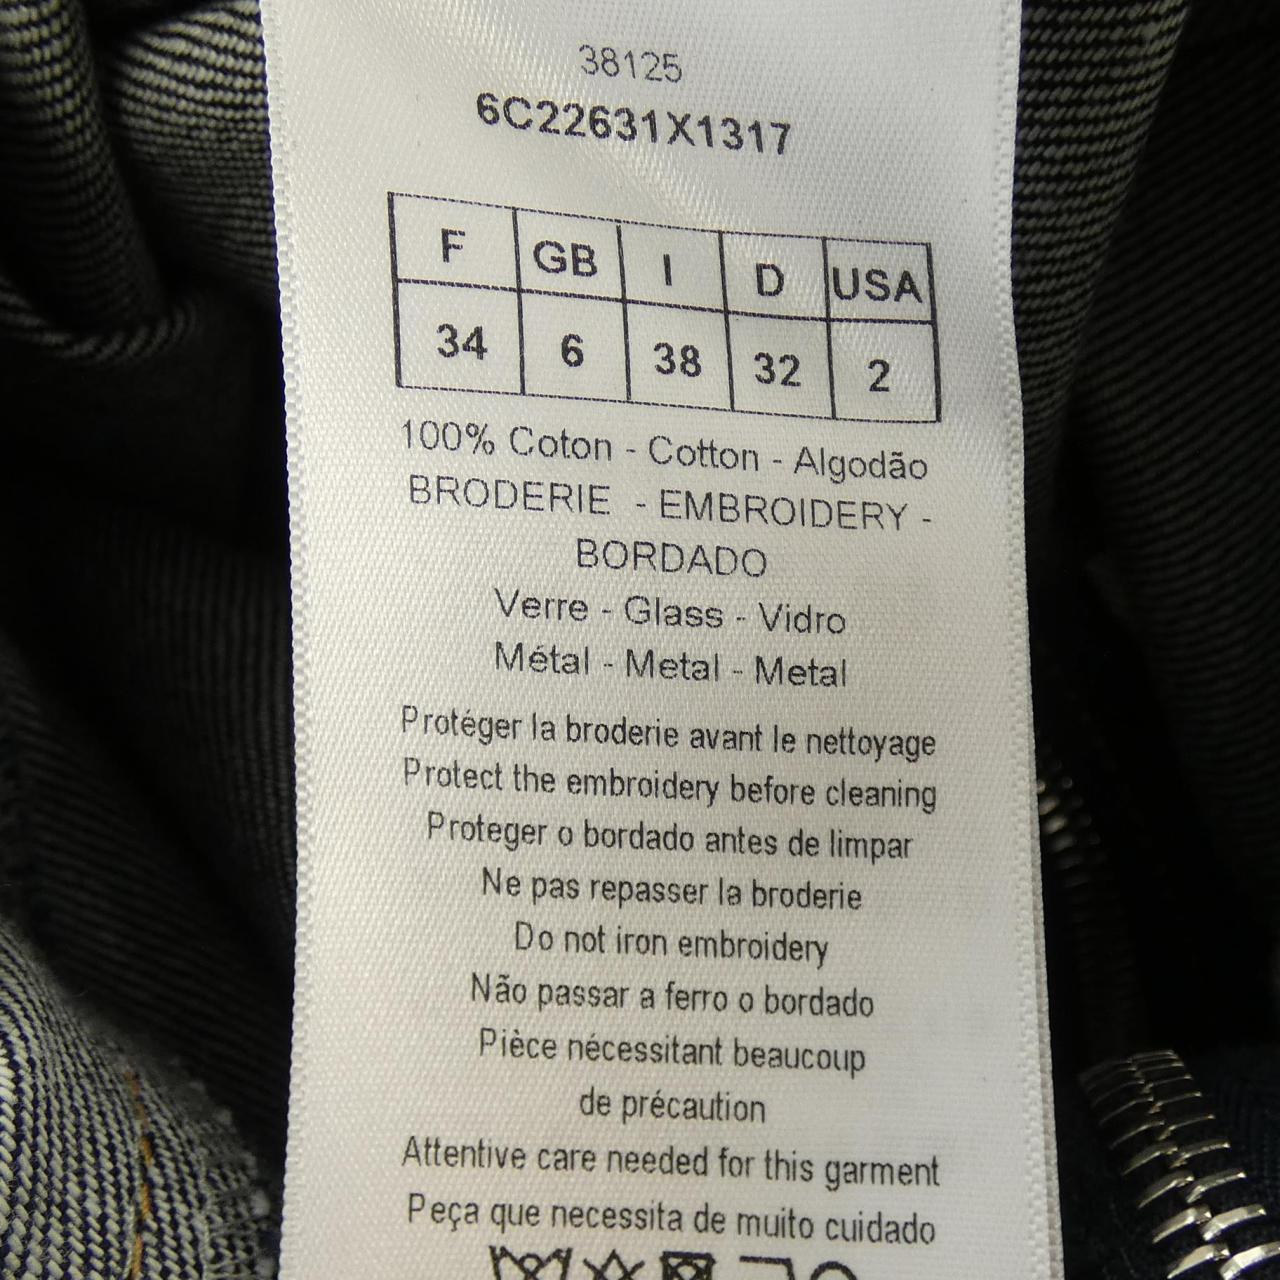 38125
6C22631X1317
F GB I D USA
34 6 38 32 2
100% Coton - Cotton - Algodão
BRODERIE - EMBROIDERY -
BORDADO
Verre - Glass - Vidro
Métal - Metal - Metal
Protéger la broderie avant le nettoyage
Protect the embroidery before cleaning
Proteger o bordado antes de limpar
Ne pas repasser la broderie
Do not iron embroidery
Não passar a ferro o bordado
Pièce nécessitant beaucoup
de précaution
Attentive care needed for this garment
Peça que necessita de muito cuidado